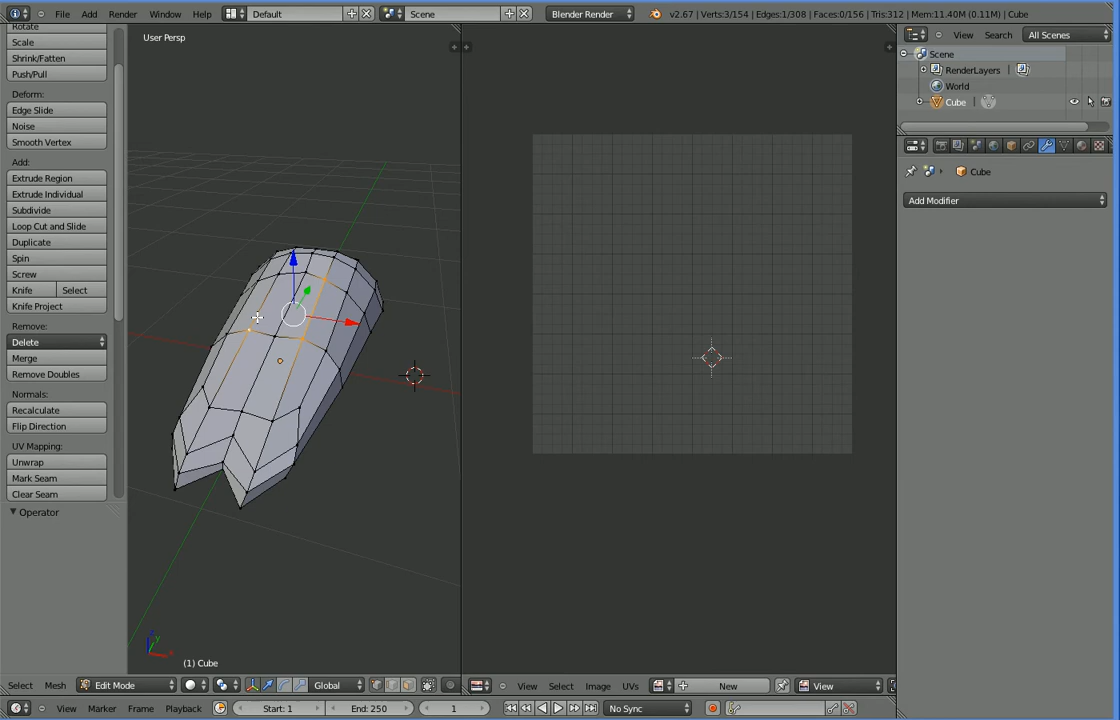 File Add Render Window Help Default Scene Blender Render v2.67 | Verts:3/154 | Edges:1/308 | Faces:0/156 | Tris:312 | Mem:11.40M (0.11M) | Cube
Rotate
Scale
Shrink/Fatten
Push/Pull
Deform:
Edge Slide
Noise
Smooth Vertex
Add:
Extrude Region
Extrude Individual
Subdivide
Loop Cut and Slide
Duplicate
Spin
Screw
Knife Select
Knife Project
Remove:
Delete
Merge
Remove Doubles
Normals:
Recalculate
Flip Direction
UV Mapping:
Unwrap
Mark Seam
Clear Seam
Operator
User Persp
(1) Cube
View Search All Scenes
Scene
RenderLayers |
World
Cube |
Cube
Add Modifier
Select Mesh Edit Mode Global
View Select Image UVs New View
View Marker Frame Playback Start: 1 End: 250 1 No Sync